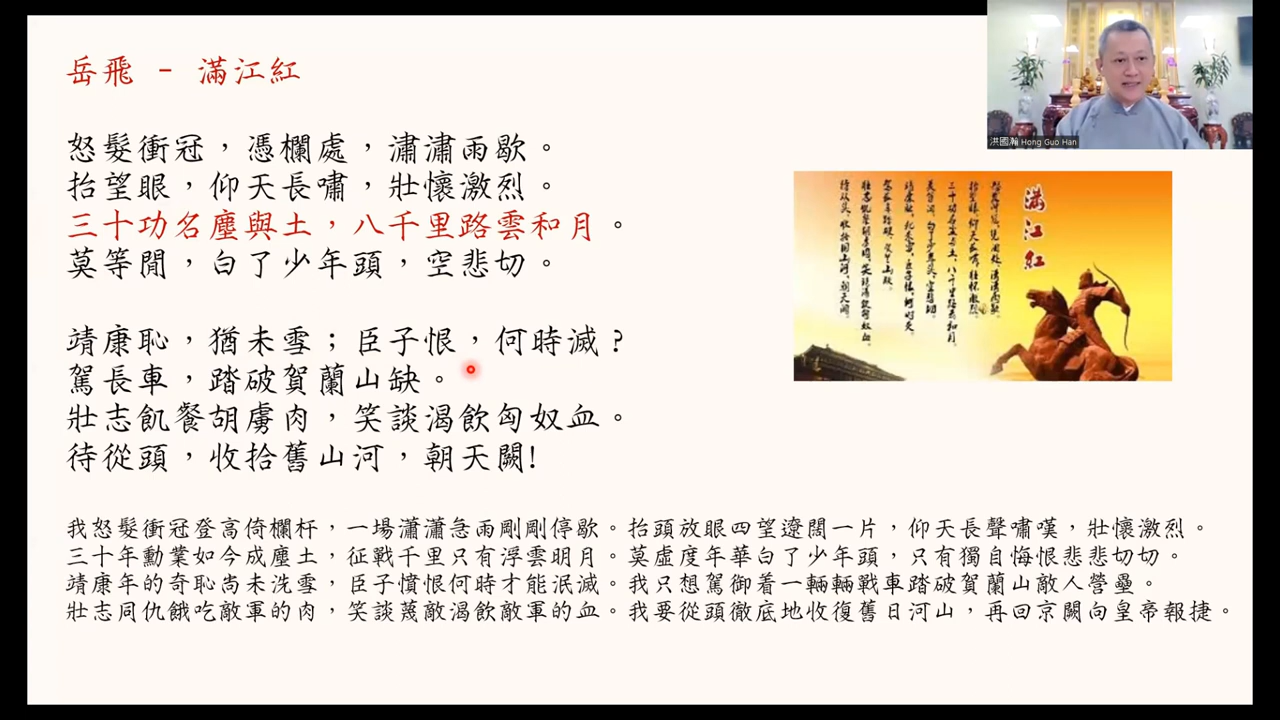 岳飛 - 滿江紅
洪國瀚 Hong Guo Han
怒髮衝冠，憑欄處，瀟瀟雨歇。
抬望眼，仰天長嘯，壯懷激烈。
三十功名塵與土，八千里路雲和月。
莫等閒，白了少年頭，空悲切。
滿江紅
靖康恥，猶未雪；臣子恨，何時滅？
駕長車，踏破賀蘭山缺。
壯志飢餐胡虜肉，笑談渴飲匈奴血。
待從頭，收拾舊山河，朝天闕!
我怒髮衝冠登高倚欄杆，一場瀟瀟急雨剛剛停歇。抬頭放眼四望遼闊一片，仰天長聲嘯嘆，壯懷激烈。
三十年勳業如今成塵土，征戰千里只有浮雲明月。莫虛度年華白了少年頭，只有獨自悔恨悲悲切切。
靖康年的奇恥尚未洗雪，臣子憤恨何時才能泯滅。我只想駕御着一輛輛戰車踏破賀蘭山敵人營壘。
壯志同仇餓吃敵軍的肉，笑談蔑敵渴飲敵軍的血。我要從頭徹底地收復舊日河山，再回京闕向皇帝報捷。